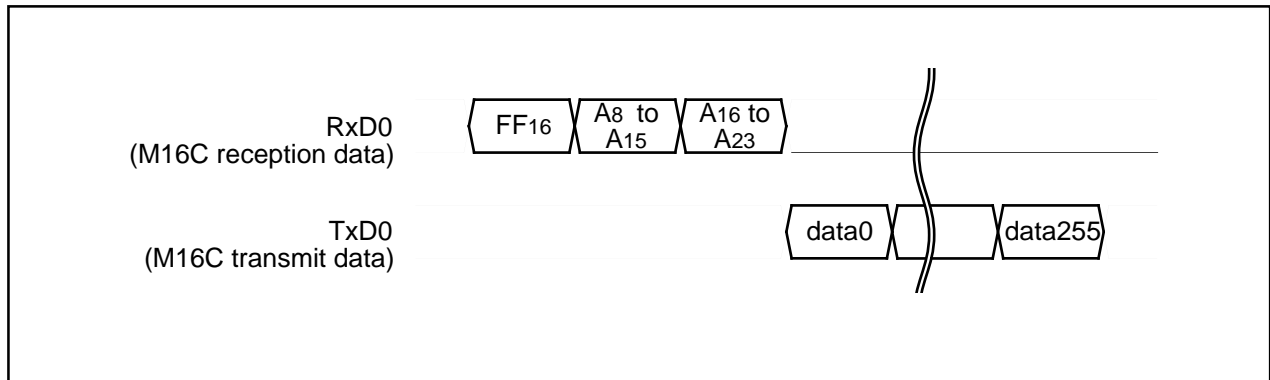 RxD0
(M16C reception data)
FF16
A8 to
A15
A16 to
A23
TxD0
(M16C transmit data)
data0
data255